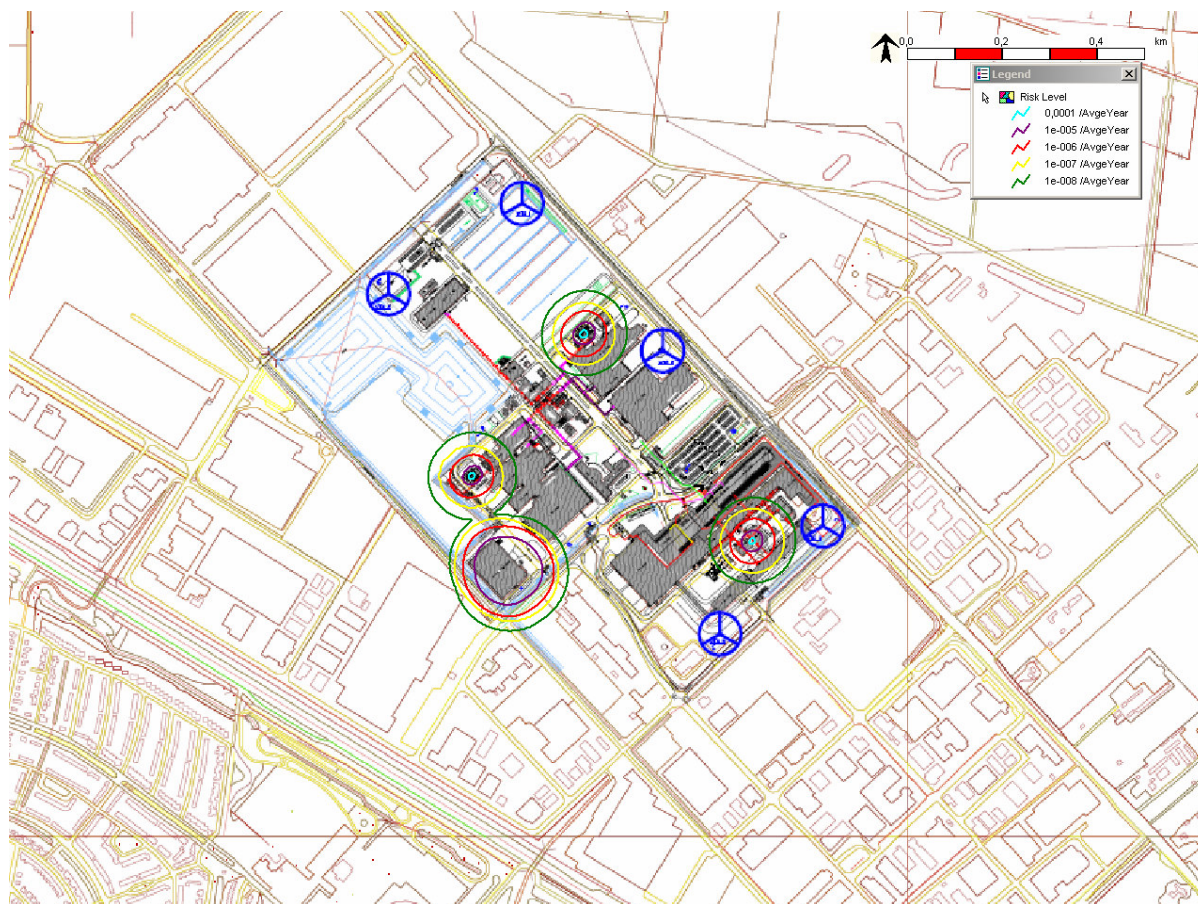 0,0 0,2 0,4 km
Legend
Risk Level
0,0001 /AvgeYear
1e-005 /AvgeYear
1e-006 /AvgeYear
1e-007 /AvgeYear
1e-008 /AvgeYear